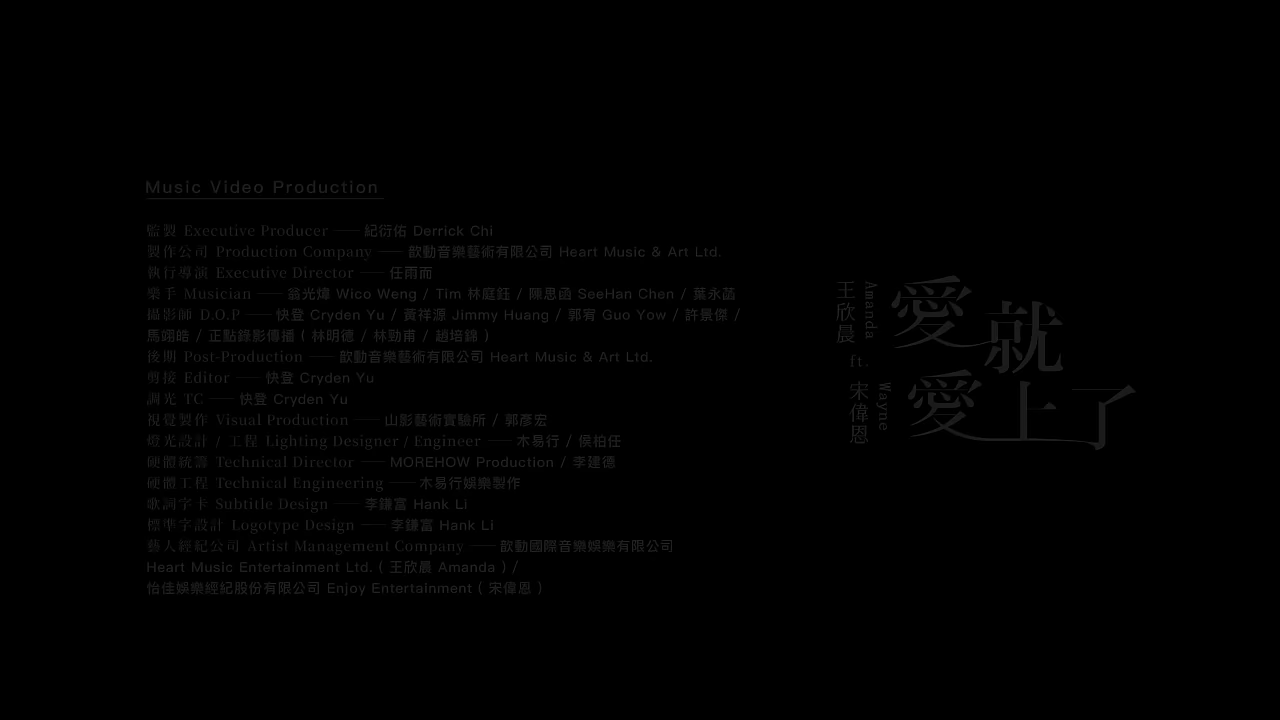 Music Video Production
監製 Executive Producer —— 紀衍佑 Derrick Chi
製作公司 Production Company —— 歆動音樂藝術有限公司 Heart Music & Art Ltd.
執行導演 Executive Director —— 任雨而
樂手 Musician —— 翁光煒 Wico Weng / Tim 林庭鈺 / 陳思函 SeeHan Chen / 葉永菡
攝影師 D.O.P —— 快登 Cryden Yu / 黃祥源 Jimmy Huang / 郭宥 Guo Yow / 許景傑 /
馬翊皓 / 正點錄影傳播 ( 林明德 / 林勁甫 / 趙培錦 )
後期 Post-Production —— 歆動音樂藝術有限公司 Heart Music & Art Ltd.
剪接 Editor —— 快登 Cryden Yu
調光 TC —— 快登 Cryden Yu
視覺製作 Visual Production —— 山影藝術實驗所 / 郭彥宏
燈光設計 / 工程 Lighting Designer / Engineer —— 木易行 / 侯柏任
硬體統籌 Technical Director —— MOREHOW Production / 李建德
硬體工程 Technical Engineering —— 木易行娛樂製作
歌詞字卡 Subtitle Design —— 李鎌富 Hank Li
標準字設計 Logotype Design —— 李鎌富 Hank Li
藝人經紀公司 Artist Management Company —— 歆動國際音樂娛樂有限公司
Heart Music Entertainment Ltd. ( 王欣晨 Amanda ) /
怡佳娛樂經紀股份有限公司 Enjoy Entertainment ( 宋偉恩 )
王欣晨 Amanda
ft.
宋偉恩 Wayne
愛就
愛上了